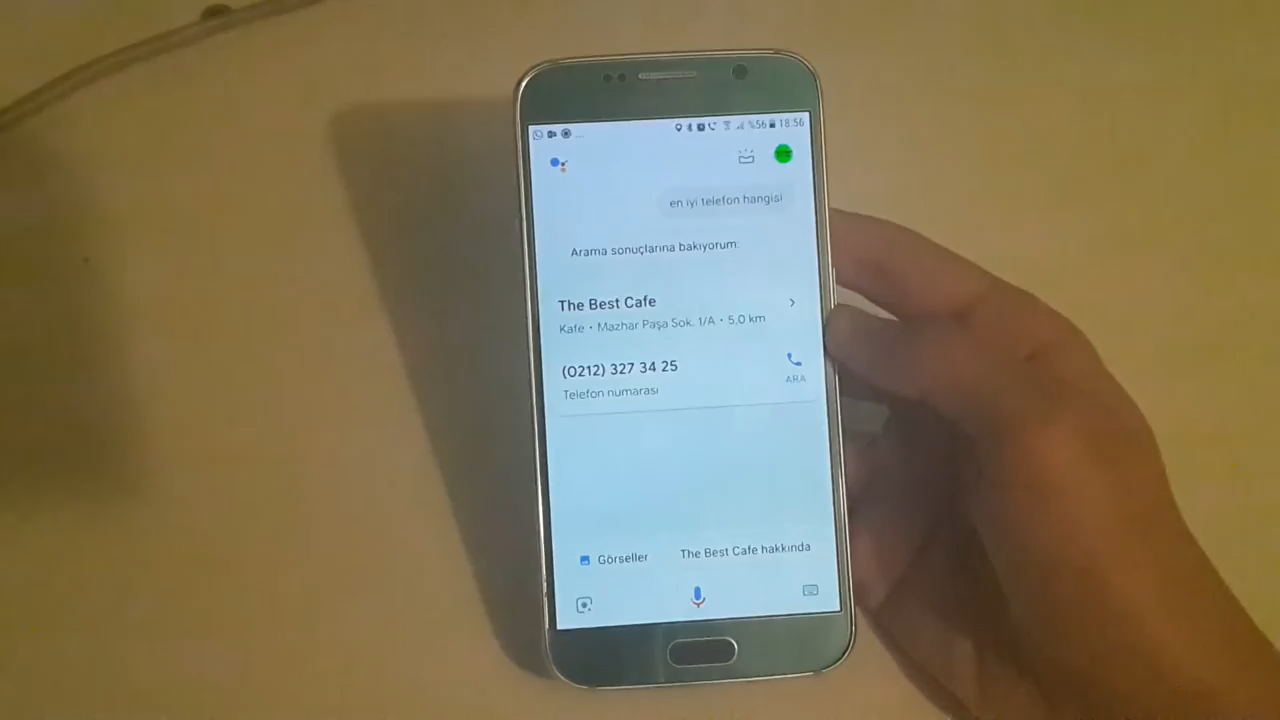 %56 18:56
en iyi telefon hangisi
Arama sonuçlarına bakıyorum:
The Best Cafe
Kafe • Mazhar Paşa Sok. 1/A • 5,0 km
(0212) 327 34 25
ARA
Telefon numarası
Görseller
The Best Cafe hakkında